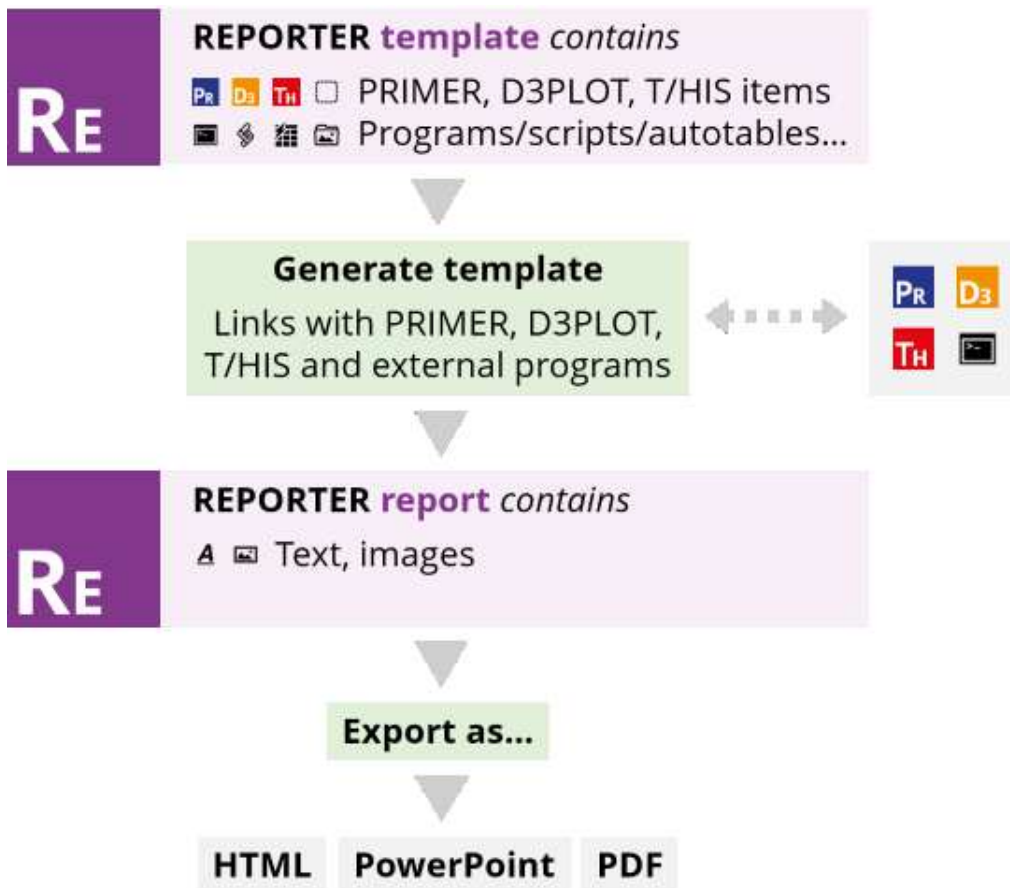 RE
REPORTER template contains
PR D3 TH PRIMER, D3PLOT, T/HIS items
Programs/scripts/autotables...
Generate template
Links with PRIMER, D3PLOT,
T/HIS and external programs
PR D3
TH
RE
REPORTER report contains
A Text, images
Export as...
HTML PowerPoint PDF